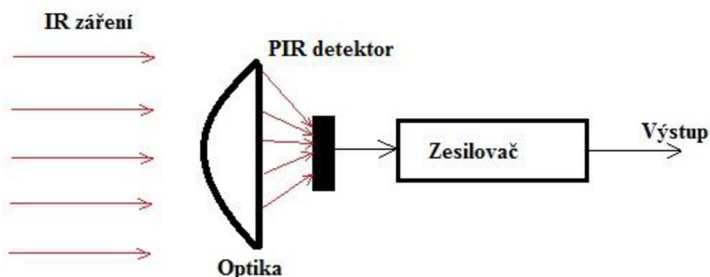 IR záření
PIR detektor
Zesilovač
Výstup
Optika